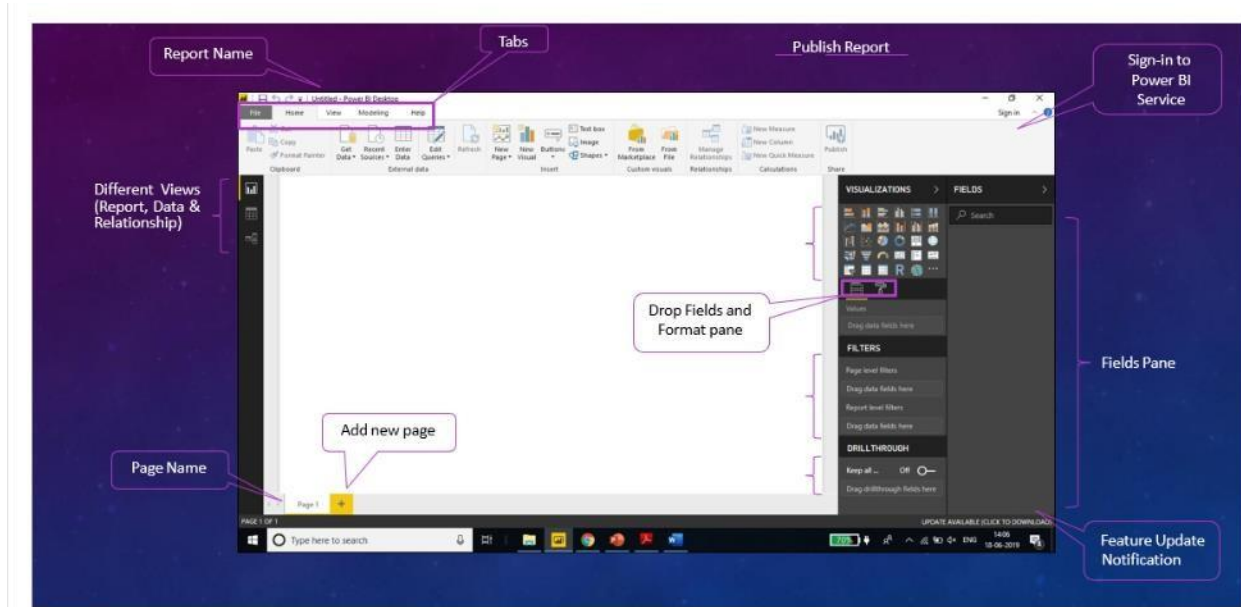 Report Name
Tabs
Publish Report
Sign-in to
Power BI
Service
Untitled - Power BI Desktop
File Home View Modeling Help
Sign in
Paste
Cut
Copy
Format Painter
Clipboard
Get
Data
Recent
Sources
Enter
Data
Edit
Queries
External data
Refresh
New
Page
New
Visual
Buttons
Text box
Image
Shapes
Insert
From
Marketplace
From
File
Custom visuals
Manage
Relationships
Relationships
New Measure
New Column
New Quick Measure
Calculations
Publish
Share
Different Views
(Report, Data &
Relationship)
VISUALIZATIONS
FIELDS
Search
R
Drop Fields and
Format pane
Values
Drag data fields here
FILTERS
Page level filters
Drag data fields here
Report level filters
Drag data fields here
DRILLTHROUGH
Keep all ... Off
Drag drillthrough fields here
Fields Pane
Add new page
Page Name
Page 1
+
PAGE 1 OF 1
UPDATE AVAILABLE (CLICK TO DOWNLOAD)
Type here to search
70%
ENG
14:06
18-06-2019
Feature Update
Notification